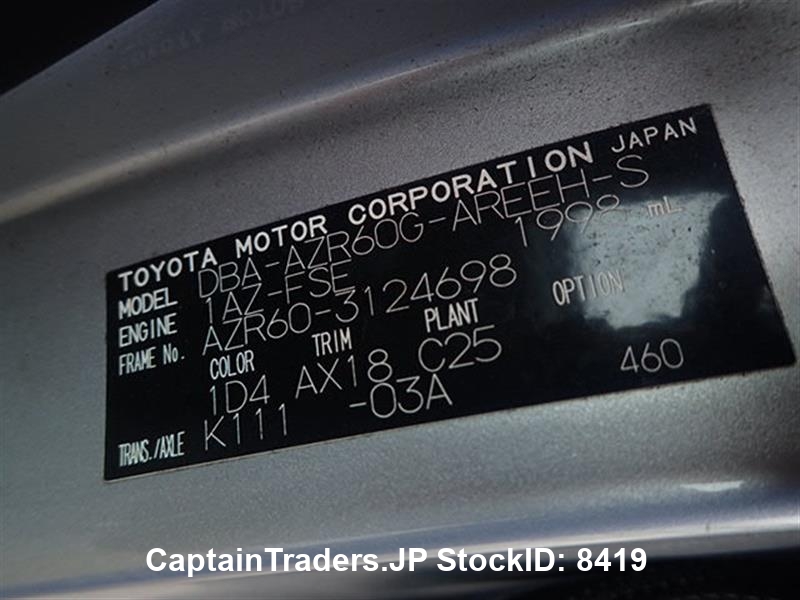 TOYOTA MOTOR CORPORATION JAPAN
MODEL DBA-AZR60G-AREEH-S
ENGINE 1AZ-FSE 1998 mL
FRAME No. AZR60-3124698
COLOR TRIM PLANT OPTION
1D4 AX18 C25
TRANS./AXLE K111 -03A 460
CaptainTraders.JP StockID: 8419